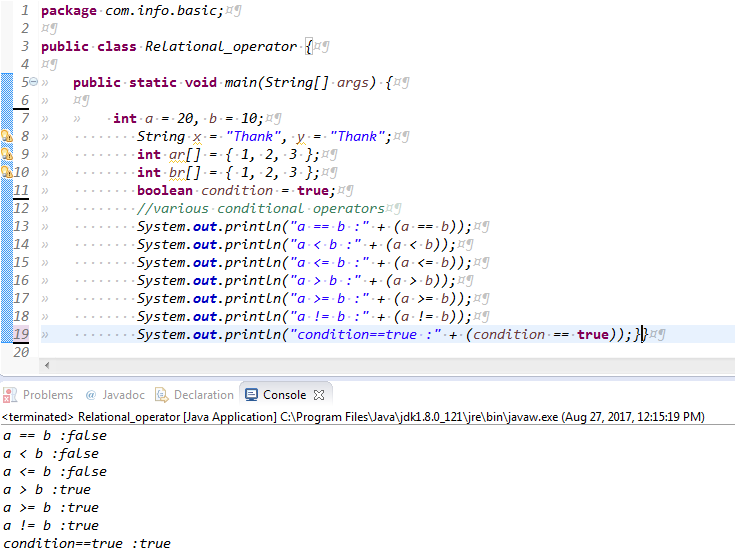 1 package com.info.basic;
2
3 public class Relational_operator {
4
5 public static void main(String[] args) {
6
7 int a = 20, b = 10;
8 String x = "Thank", y = "Thank";
9 int ar[] = { 1, 2, 3 };
10 int br[] = { 1, 2, 3 };
11 boolean condition = true;
12 //various conditional operators
13 System.out.println("a == b :" + (a == b));
14 System.out.println("a < b :" + (a < b));
15 System.out.println("a <= b :" + (a <= b));
16 System.out.println("a > b :" + (a > b));
17 System.out.println("a >= b :" + (a >= b));
18 System.out.println("a != b :" + (a != b));
19 System.out.println("condition==true :" + (condition == true));}}
20
Problems @ Javadoc Declaration Console
<terminated> Relational_operator [Java Application] C:\Program Files\Java\jdk1.8.0_121\jre\bin\javaw.exe (Aug 27, 2017, 12:15:19 PM)
a == b :false
a < b :false
a <= b :false
a > b :true
a >= b :true
a != b :true
condition==true :true